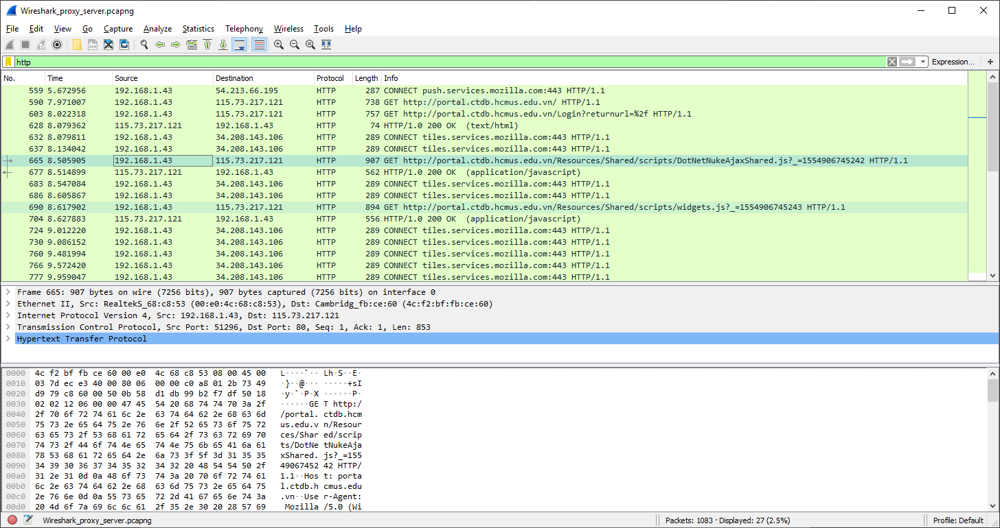 Wireshark_proxy_server.pcapng
File Edit View Go Capture Analyze Statistics Telephony Wireless Tools Help
http Expression... +
No. Time Source Destination Protocol Length Info
559 5.672956 192.168.1.43 54.213.66.195 HTTP 287 CONNECT push.services.mozilla.com:443 HTTP/1.1
590 7.971007 192.168.1.43 115.73.217.121 HTTP 738 GET http://portal.ctdb.hcmus.edu.vn/ HTTP/1.1
603 8.022318 192.168.1.43 115.73.217.121 HTTP 757 GET http://portal.ctdb.hcmus.edu.vn/Login?returnurl=%2f HTTP/1.1
628 8.079362 115.73.217.121 192.168.1.43 HTTP 74 HTTP/1.0 200 OK (text/html)
632 8.079811 192.168.1.43 34.208.143.106 HTTP 289 CONNECT tiles.services.mozilla.com:443 HTTP/1.1
637 8.134042 192.168.1.43 34.208.143.106 HTTP 289 CONNECT tiles.services.mozilla.com:443 HTTP/1.1
665 8.505905 192.168.1.43 115.73.217.121 HTTP 907 GET http://portal.ctdb.hcmus.edu.vn/Resources/Shared/scripts/DotNetNukeAjaxShared.js?_=1554906745242 HTTP/1.1
677 8.514899 115.73.217.121 192.168.1.43 HTTP 562 HTTP/1.0 200 OK (application/javascript)
683 8.547084 192.168.1.43 34.208.143.106 HTTP 289 CONNECT tiles.services.mozilla.com:443 HTTP/1.1
686 8.605867 192.168.1.43 34.208.143.106 HTTP 289 CONNECT tiles.services.mozilla.com:443 HTTP/1.1
690 8.617902 192.168.1.43 115.73.217.121 HTTP 894 GET http://portal.ctdb.hcmus.edu.vn/Resources/Shared/scripts/widgets.js?_=1554906745243 HTTP/1.1
704 8.627883 115.73.217.121 192.168.1.43 HTTP 556 HTTP/1.0 200 OK (application/javascript)
724 9.012220 192.168.1.43 34.208.143.106 HTTP 289 CONNECT tiles.services.mozilla.com:443 HTTP/1.1
730 9.086152 192.168.1.43 34.208.143.106 HTTP 289 CONNECT tiles.services.mozilla.com:443 HTTP/1.1
760 9.481994 192.168.1.43 34.208.143.106 HTTP 289 CONNECT tiles.services.mozilla.com:443 HTTP/1.1
766 9.572420 192.168.1.43 34.208.143.106 HTTP 289 CONNECT tiles.services.mozilla.com:443 HTTP/1.1
777 9.959047 192.168.1.43 34.208.143.106 HTTP 289 CONNECT tiles.services.mozilla.com:443 HTTP/1.1
Frame 665: 907 bytes on wire (7256 bits), 907 bytes captured (7256 bits) on interface 0
Ethernet II, Src: RealtekS_68:c8:53 (00:e0:4c:68:c8:53), Dst: Cambridg_fb:ce:60 (4c:f2:bf:fb:ce:60)
Internet Protocol Version 4, Src: 192.168.1.43, Dst: 115.73.217.121
Transmission Control Protocol, Src Port: 51296, Dst Port: 80, Seq: 1, Ack: 1, Len: 853
Hypertext Transfer Protocol
0000 4c f2 bf fb ce 60 00 e0 4c 68 c8 53 08 00 45 00 L····`·· Lh·S··E·
0010 03 7d ec e3 40 00 80 06 00 00 c0 a8 01 2b 73 49 ·}··@··· ·····+sI
0020 d9 79 c8 60 00 50 0b 58 d1 db 99 b2 f7 df 50 18 ·y·`·P·X ······P·
0030 02 02 12 06 00 00 47 45 54 20 68 74 74 70 3a 2f ······GE T http:/
0040 2f 70 6f 72 74 61 6c 2e 63 74 64 62 2e 68 63 6d /portal. ctdb.hcm
0050 75 73 2e 65 64 75 2e 76 6e 2f 52 65 73 6f 75 72 us.edu.v n/Resour
0060 63 65 73 2f 53 68 61 72 65 64 2f 73 63 72 69 70 ces/Shar ed/scrip
0070 74 73 2f 44 6f 74 4e 65 74 4e 75 6b 65 41 6a 61 ts/DotNe tNukeAja
0080 78 53 68 61 72 65 64 2e 6a 73 3f 5f 3d 31 35 35 xShared. js?_=155
0090 34 39 30 36 37 34 35 32 34 32 20 48 54 54 50 2f 49067452 42 HTTP/
00a0 31 2e 31 0d 0a 48 6f 73 74 3a 20 70 6f 72 74 61 1.1··Hos t: porta
00b0 6c 2e 63 74 64 62 2e 68 63 6d 75 73 2e 65 64 75 l.ctdb.h cmus.edu
00c0 2e 76 6e 0d 0a 55 73 65 72 2d 41 67 65 6e 74 3a .vn··Use r-Agent:
00d0 20 4d 6f 7a 69 6c 6c 61 2f 35 2e 30 20 28 57 69 Mozilla /5.0 (Wi
Wireshark_proxy_server.pcapng Packets: 1083 · Displayed: 27 (2.5%) Profile: Default